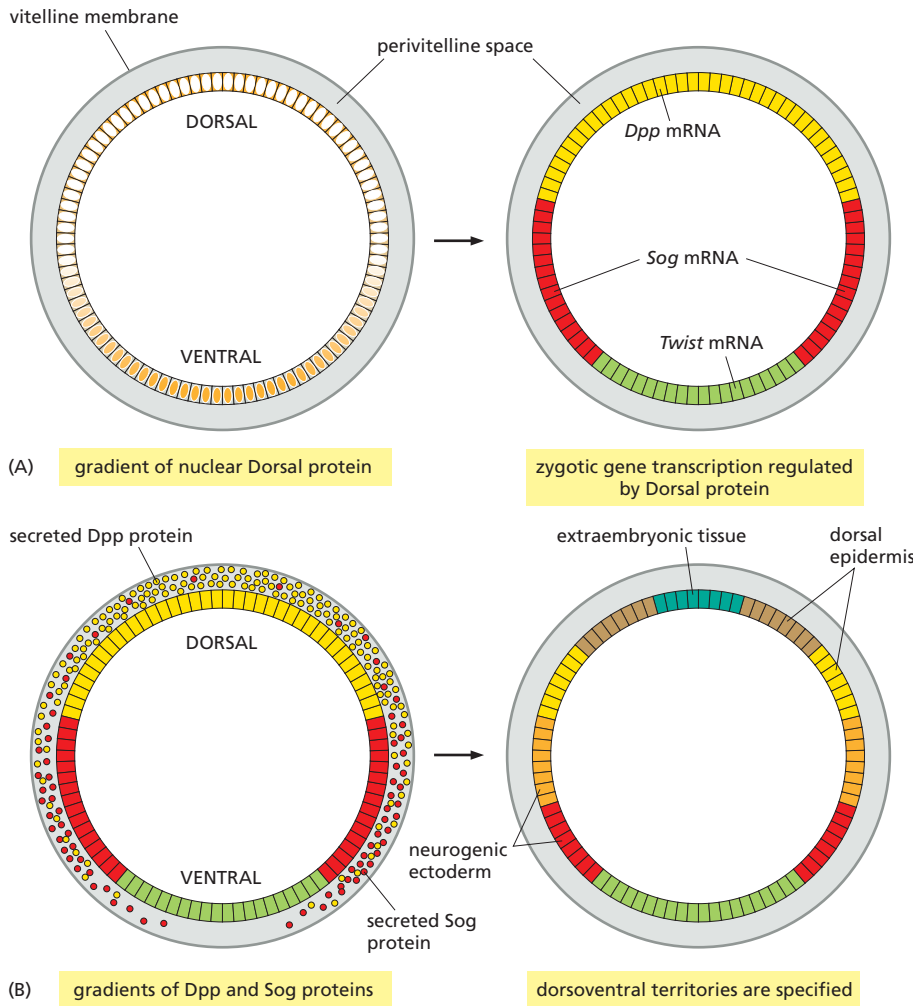 vitelline membrane
perivitelline space
DORSAL
Dpp mRNA
Sog mRNA
VENTRAL
Twist mRNA
(A)
gradient of nuclear Dorsal protein
zygotic gene transcription regulated
by Dorsal protein
secreted Dpp protein
extraembryonic tissue
dorsal
epidermis
DORSAL
neurogenic
ectoderm
VENTRAL
secreted Sog
protein
(B)
gradients of Dpp and Sog proteins
dorsoventral territories are specified